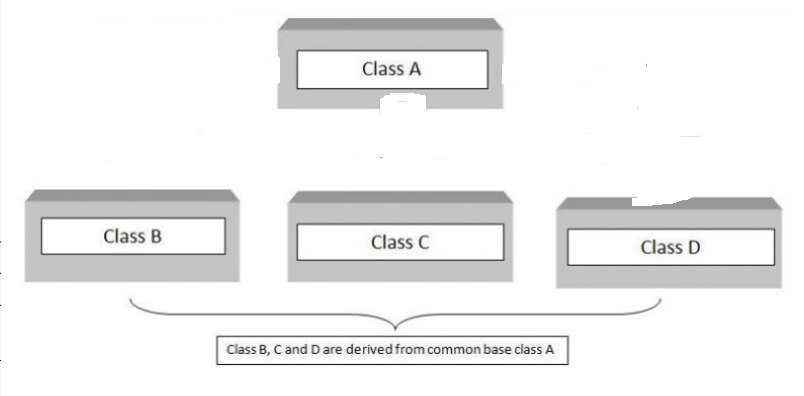 Class A
Class B
Class C
Class D
Class B, C and D are derived from common base class A